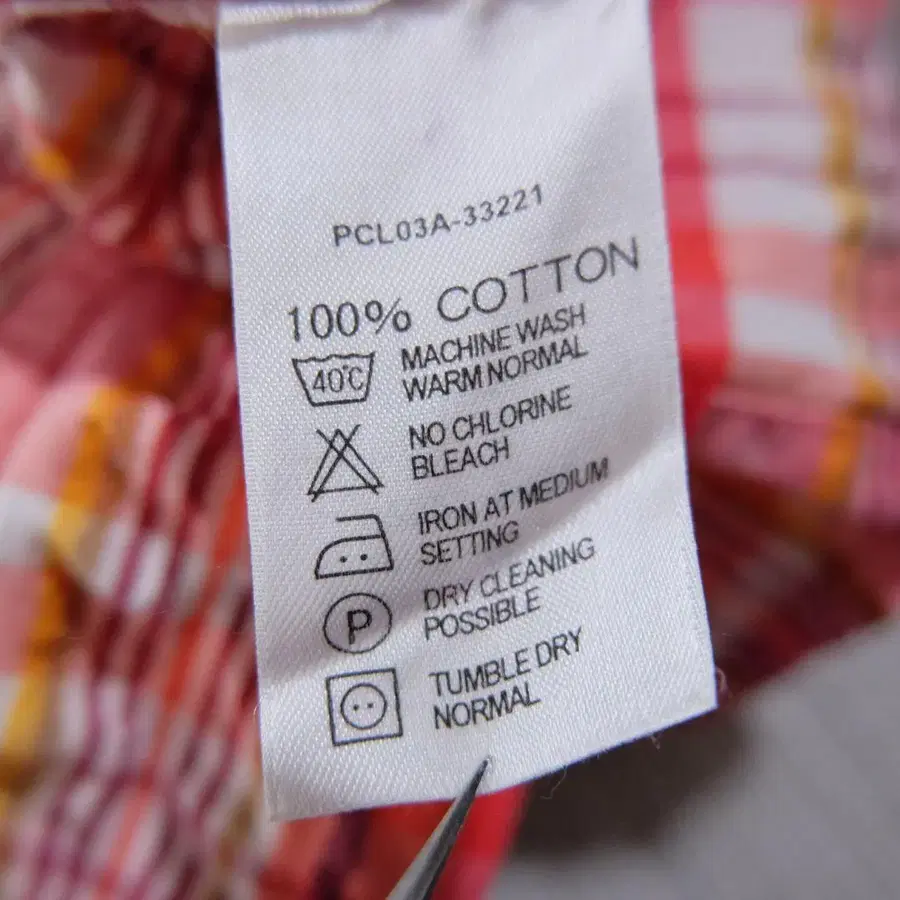 PCL03A-33221
100% COTTON
40°C MACHINE WASH
WARM NORMAL
NO CHLORINE
BLEACH
IRON AT MEDIUM
SETTING
P DRY CLEANING
POSSIBLE
TUMBLE DRY
NORMAL